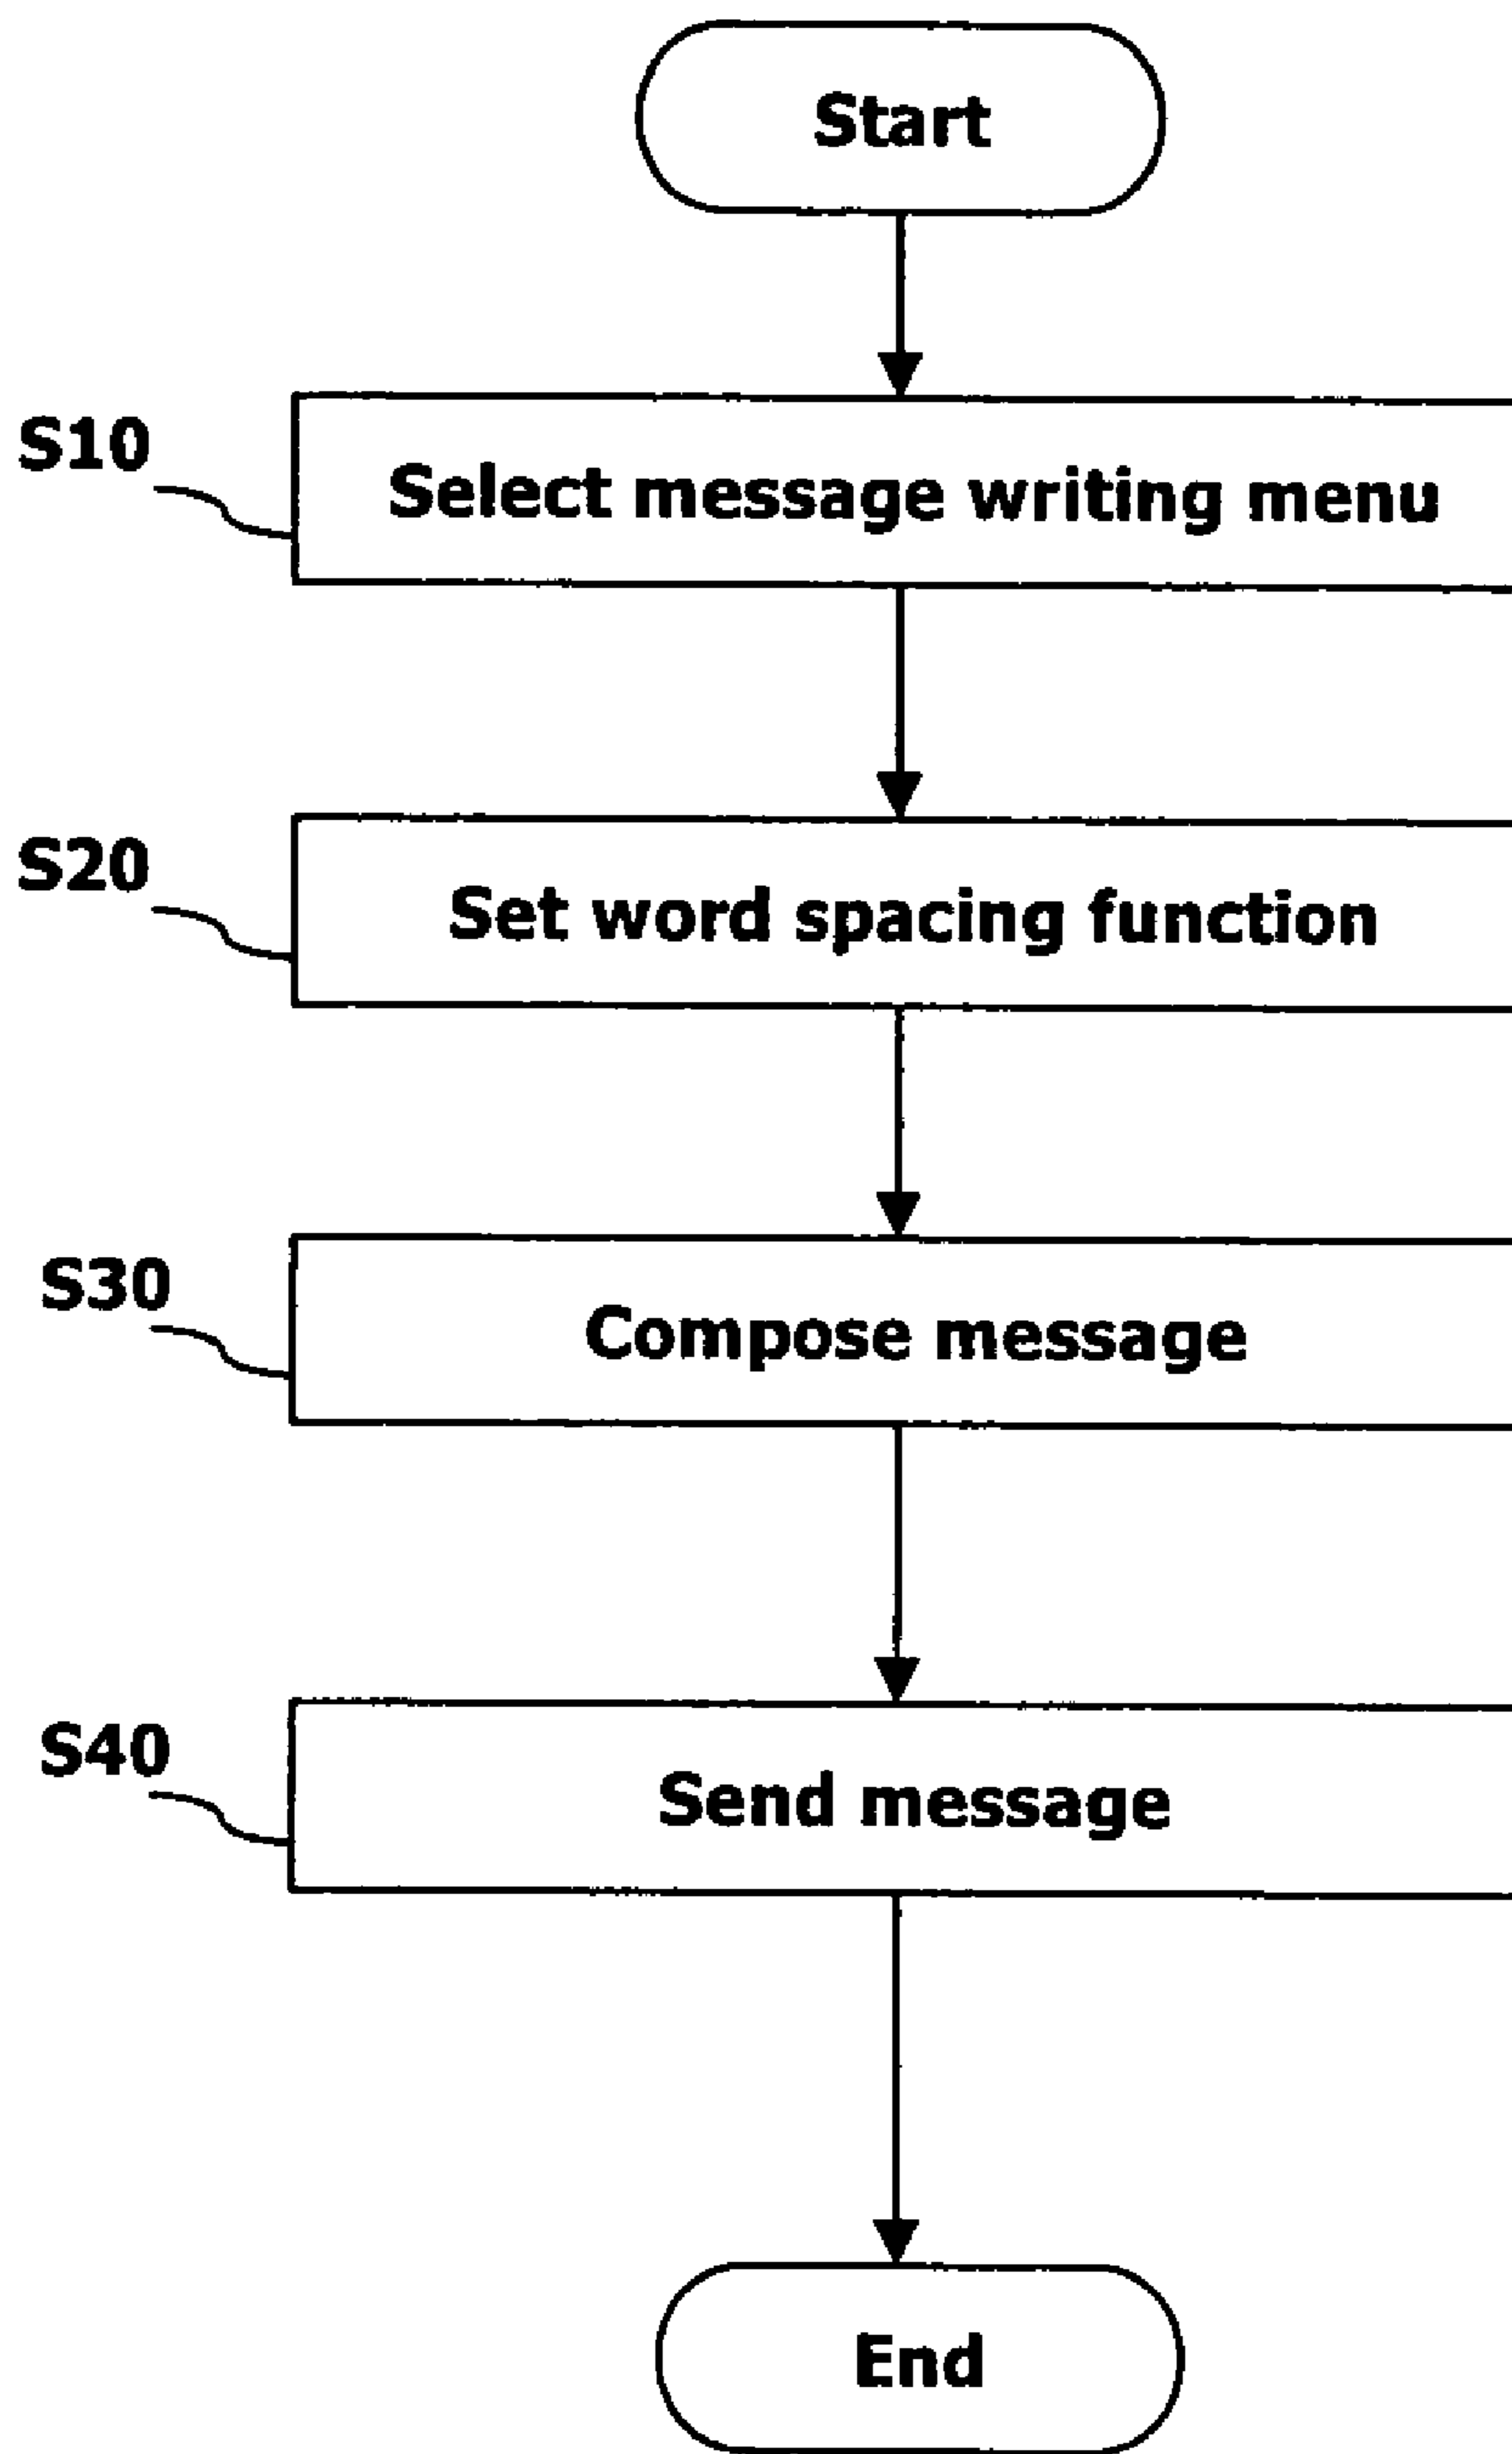 Start
S10
Select message writing menu
S20
Set word spacing function
S30
Compose message
S40
Send message
End